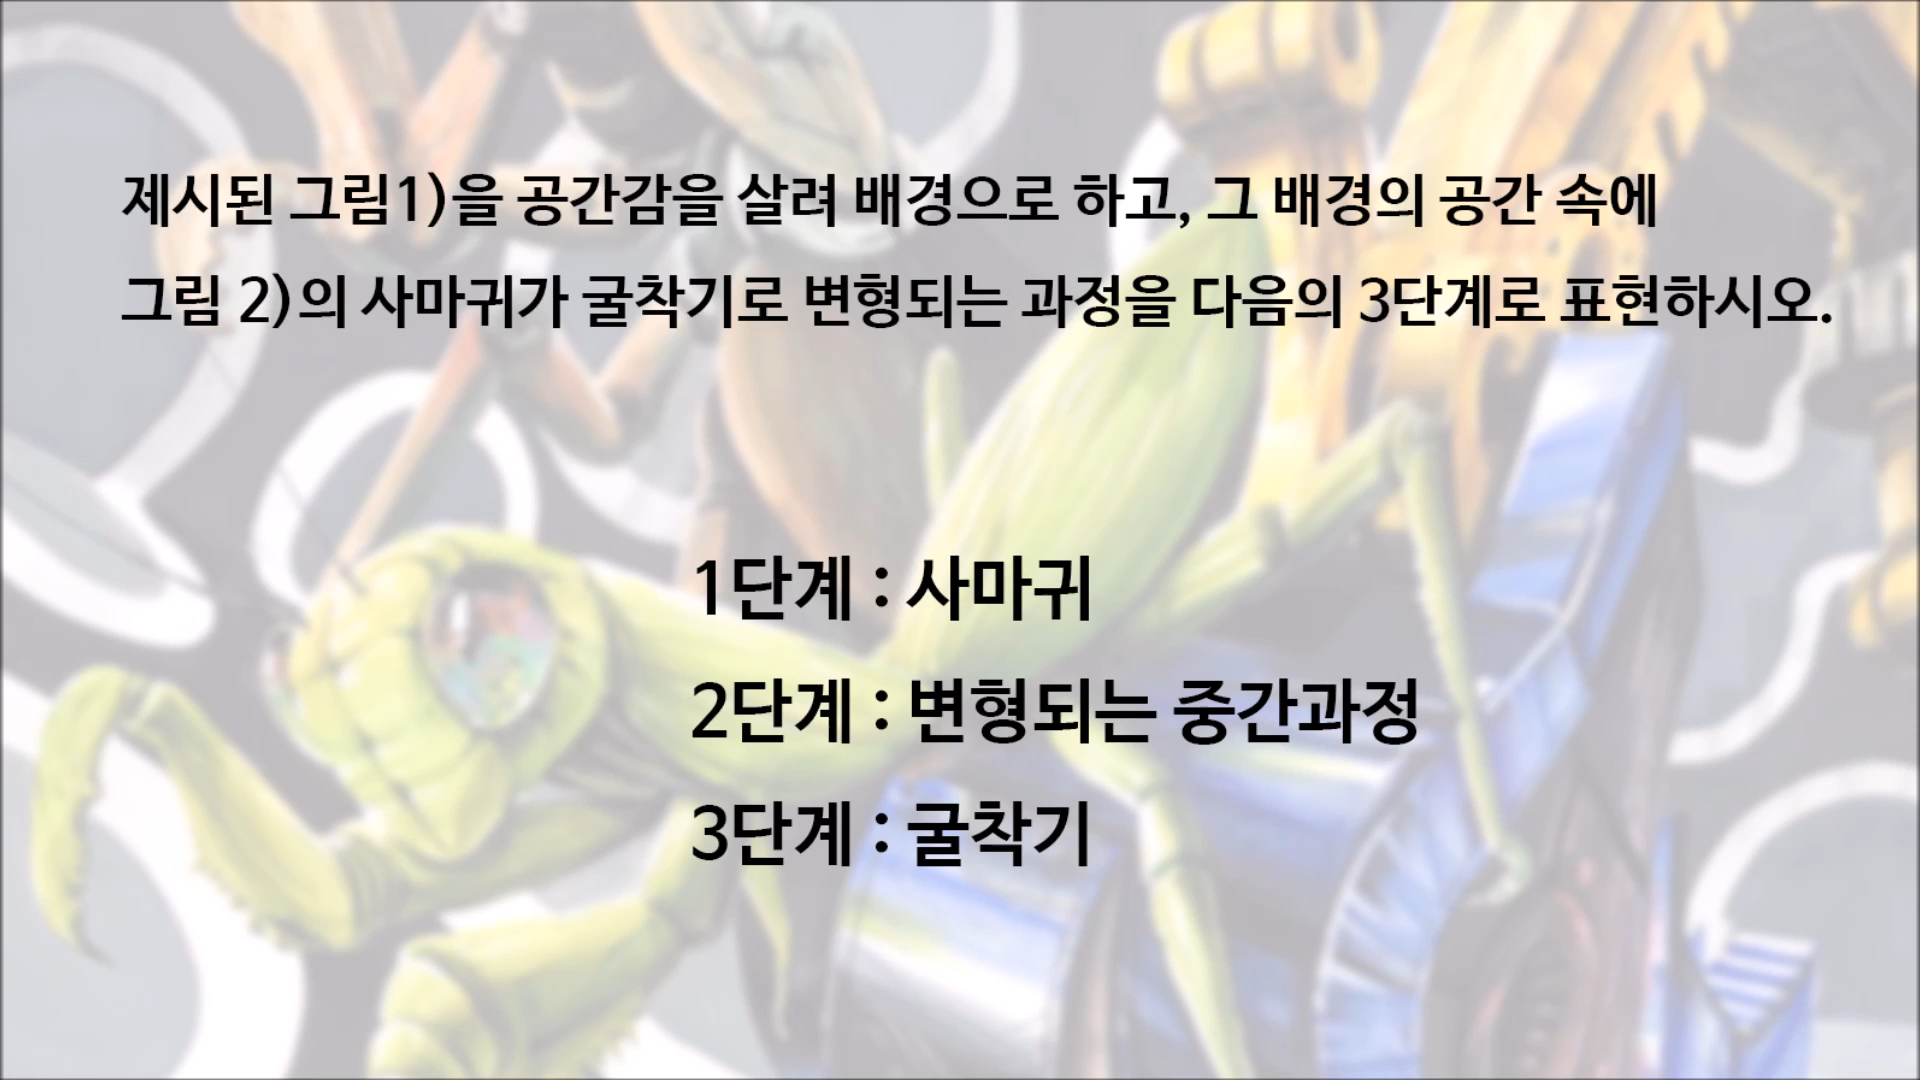 제시된 그림1)을 공간감을 살려 배경으로 하고, 그 배경의 공간 속에
그림 2)의 사마귀가 굴착기로 변형되는 과정을 다음의 3단계로 표현하시오.
1단계 : 사마귀
2단계 : 변형되는 중간과정
3단계 : 굴착기